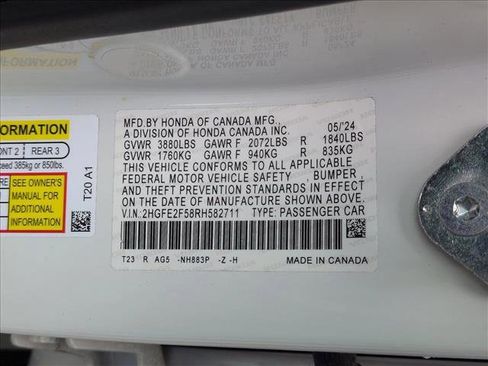 MFD BY HONDA OF CANADA MFG.,
A DIVISION OF HONDA CANADA INC. 05/'24
GVWR 3880LBS GAWR F 2072LBS R 1840LBS
GVWR 1760KG GAWR F 940KG R 835KG
THIS VEHICLE CONFORMS TO ALL APPLICABLE
FEDERAL MOTOR VEHICLE SAFETY, BUMPER,
AND THEFT PREVENTION STANDARDS IN EFFECT
ON THE DATE OF MANUFACTURE SHOWN ABOVE.
V.I.N:2HGFE2F58RH582711 TYPE: PASSENGER CAR
T23 R AG5 -NH883P -Z -H MADE IN CANADA
FORMATION
ONT 2 REAR 3
ceed 385kg or 850lbs.
RE SEE OWNER'S
MANUAL FOR
ADDITIONAL
INFORMATION
T20 A1